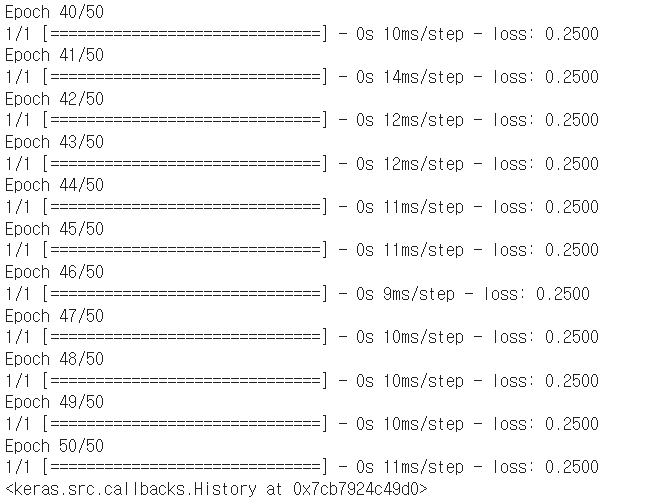 Epoch 40/50
1/1 [==============================] - 0s 10ms/step - loss: 0.2500
Epoch 41/50
1/1 [==============================] - 0s 14ms/step - loss: 0.2500
Epoch 42/50
1/1 [==============================] - 0s 12ms/step - loss: 0.2500
Epoch 43/50
1/1 [==============================] - 0s 12ms/step - loss: 0.2500
Epoch 44/50
1/1 [==============================] - 0s 11ms/step - loss: 0.2500
Epoch 45/50
1/1 [==============================] - 0s 11ms/step - loss: 0.2500
Epoch 46/50
1/1 [==============================] - 0s 9ms/step - loss: 0.2500
Epoch 47/50
1/1 [==============================] - 0s 10ms/step - loss: 0.2500
Epoch 48/50
1/1 [==============================] - 0s 10ms/step - loss: 0.2500
Epoch 49/50
1/1 [==============================] - 0s 10ms/step - loss: 0.2500
Epoch 50/50
1/1 [==============================] - 0s 11ms/step - loss: 0.2500
<keras.src.callbacks.History at 0x7cb7924c49d0>